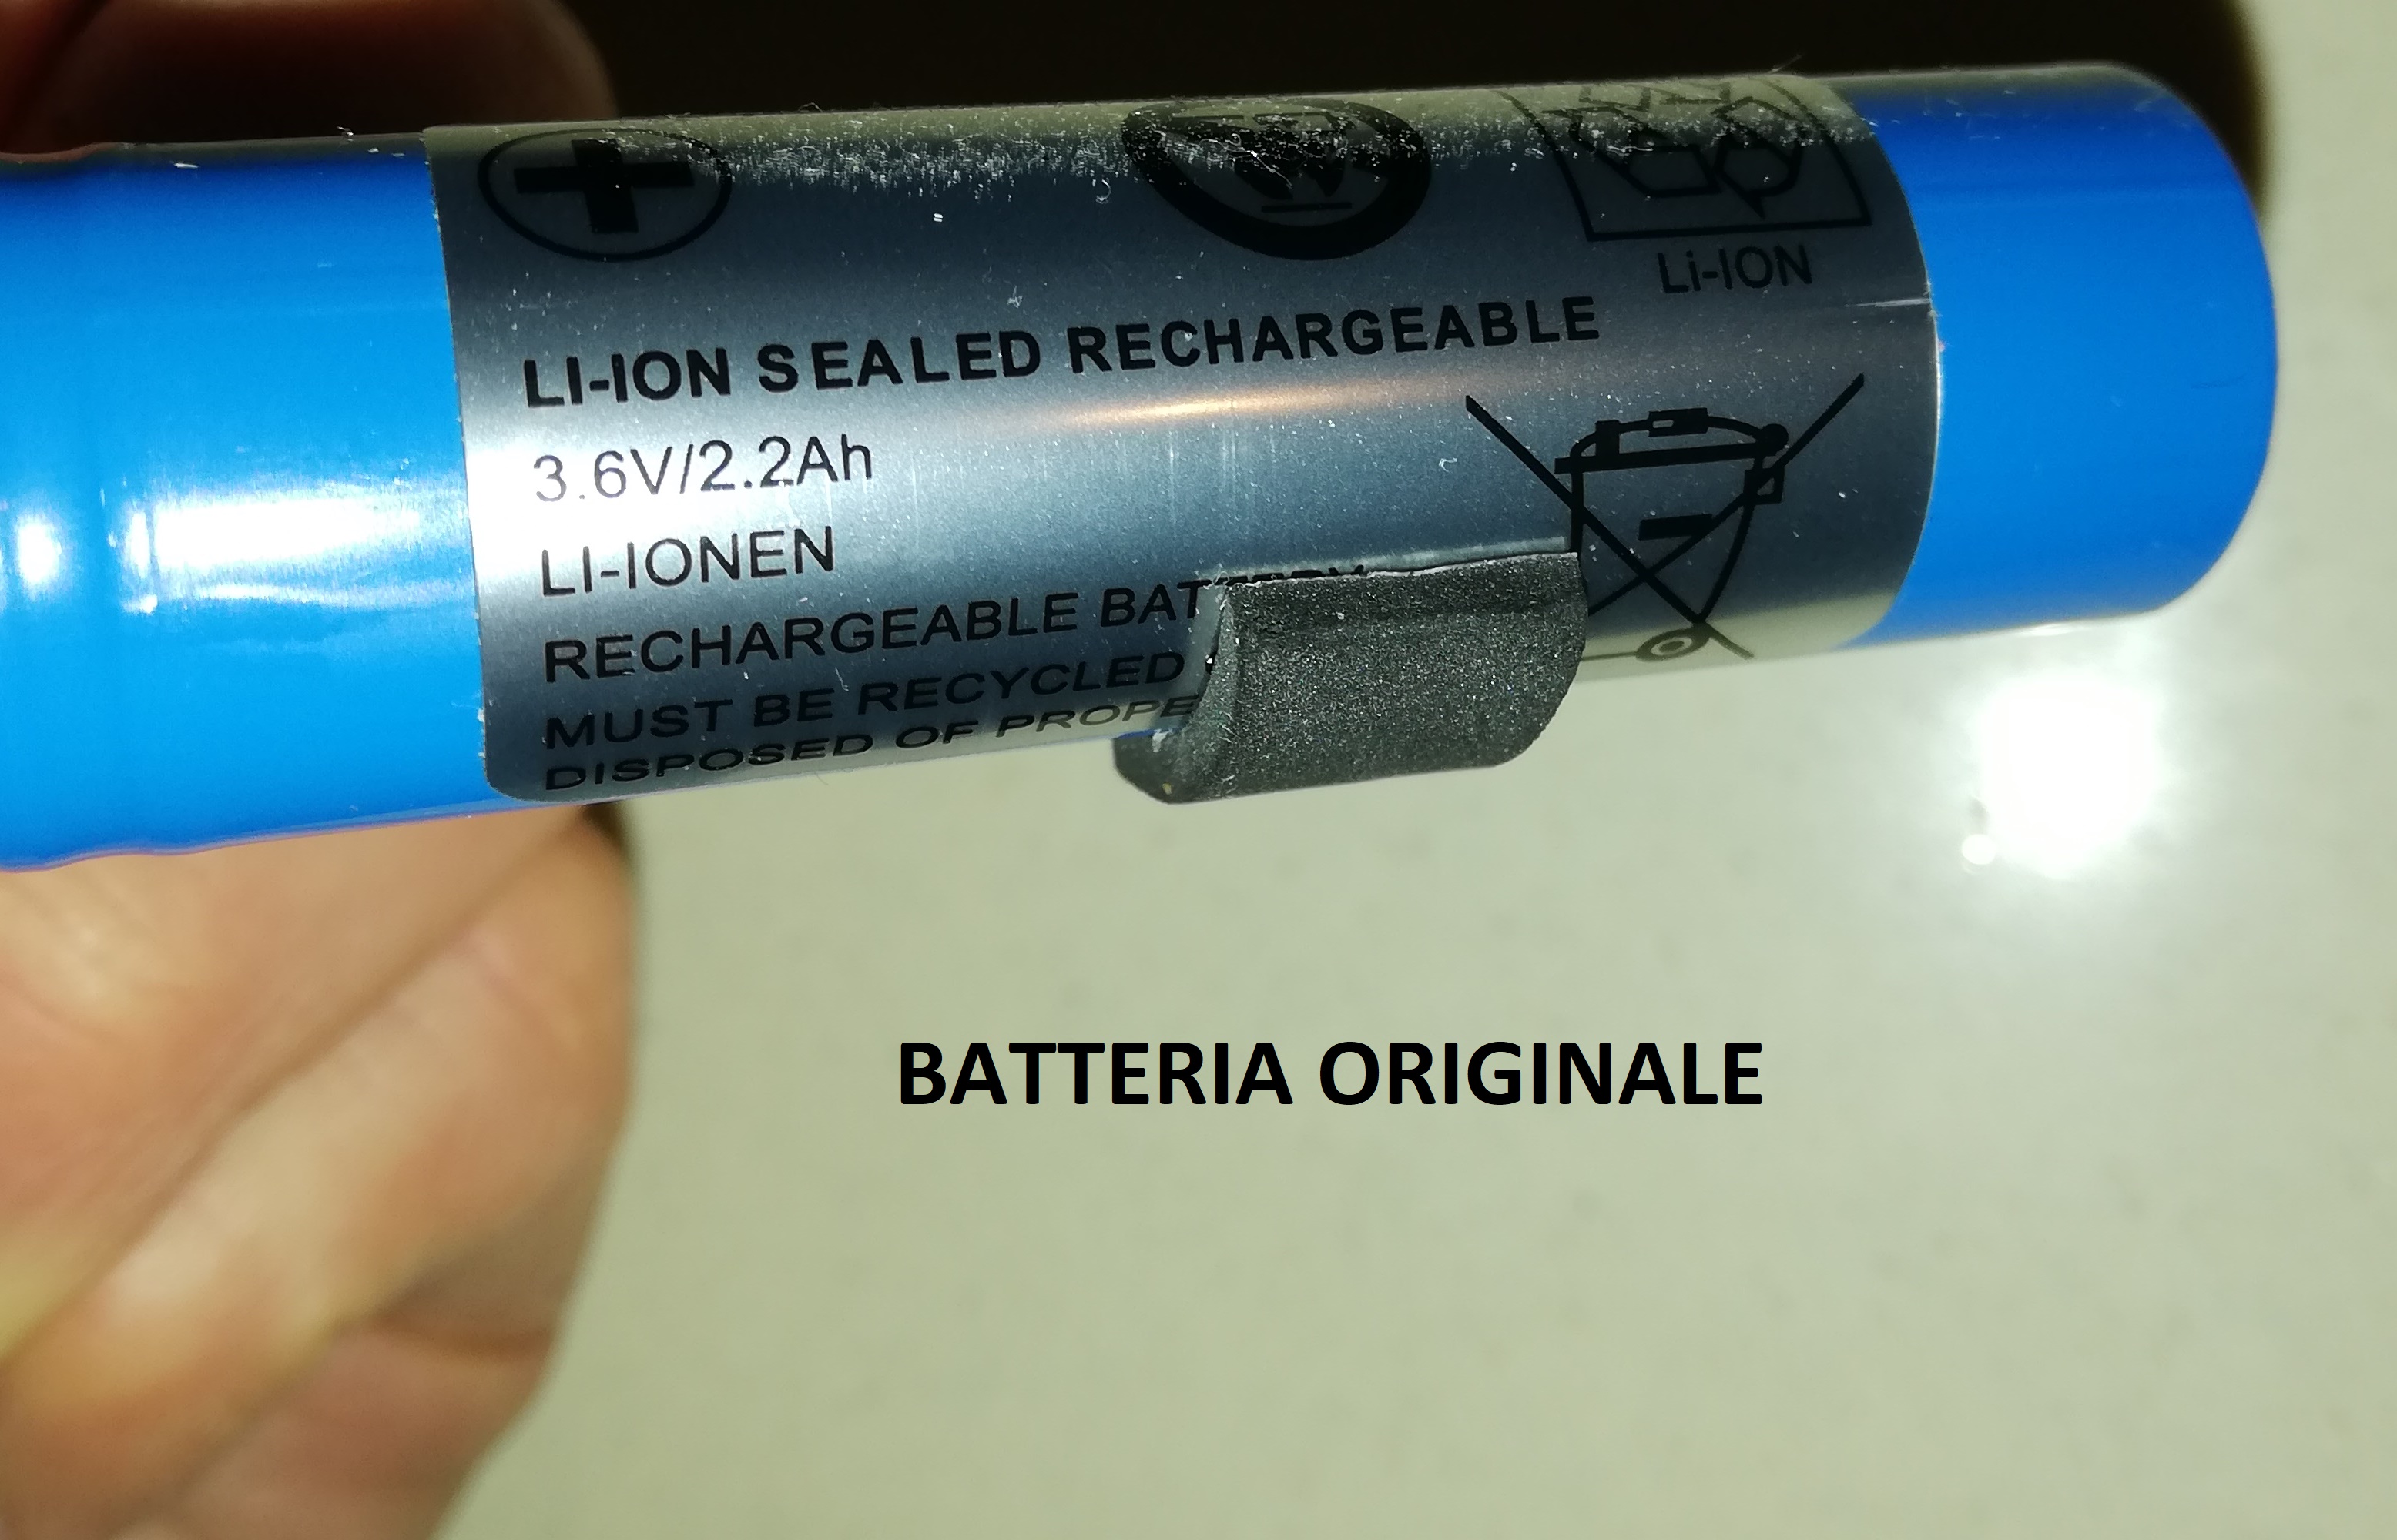 Li-ION
LI-ION SEALED RECHARGEABLE
3.6V/2.2Ah
LI-IONEN
RECHARGEABLE BATTERY
MUST BE RECYCLED
DISPOSED OF PROPE
BATTERIA ORIGINALE